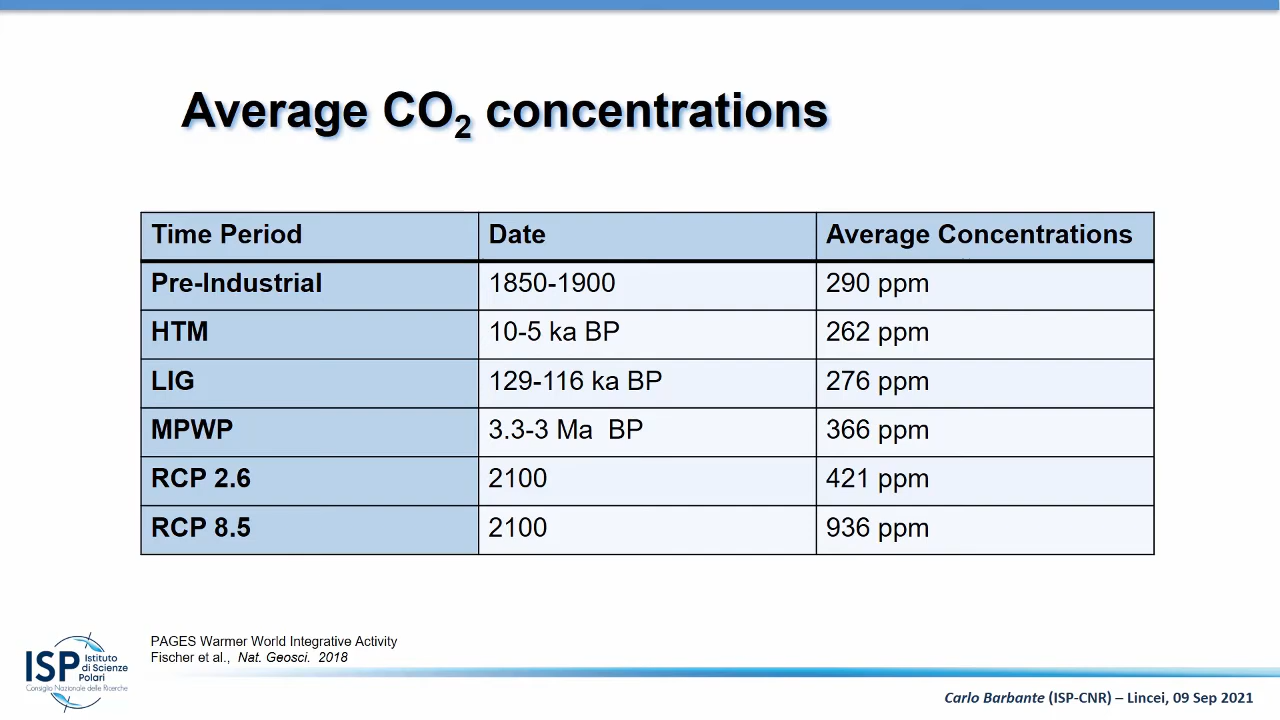 Average CO₂ concentrations
Time Period Date Average Concentrations
Pre-Industrial 1850-1900 290 ppm
HTM 10-5 ka BP 262 ppm
LIG 129-116 ka BP 276 ppm
MPWP 3.3-3 Ma  BP 366 ppm
RCP 2.6 2100 421 ppm
RCP 8.5 2100 936 ppm
PAGES Warmer World Integrative Activity
Fischer et al., Nat. Geosci. 2018
ISP Istituto
di Scienze
Polari
Consiglio Nazionale delle Ricerche
Carlo Barbante (ISP-CNR) – Lincei, 09 Sep 2021